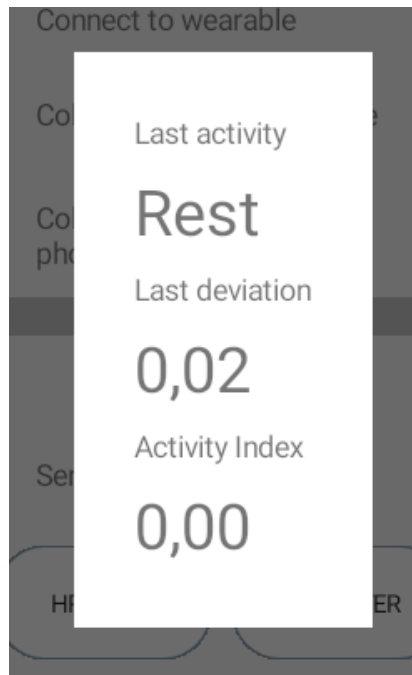 Connect to wearable
Last activity
Rest
Last deviation
0,02
Activity Index
0,00